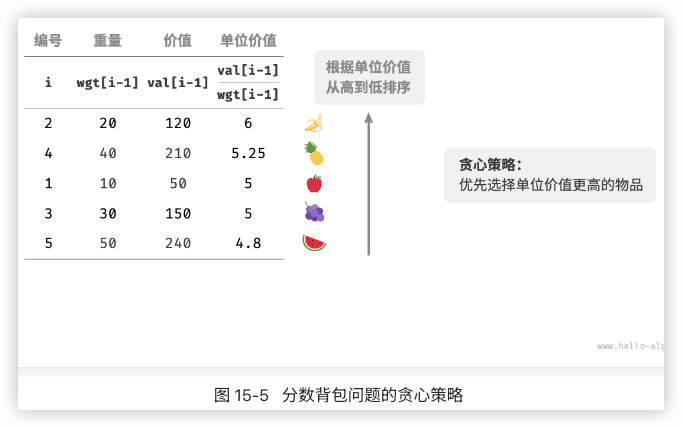 编号 重量 价值 单位价值
i wgt[i-1] val[i-1] val[i-1]
wgt[i-1]
2 20 120 6
4 40 210 5.25
1 10 50 5
3 30 150 5
5 50 240 4.8
根据单位价值
从高到低排序
贪心策略：
优先选择单位价值更高的物品
www.hello-alg
图 15-5 分数背包问题的贪心策略